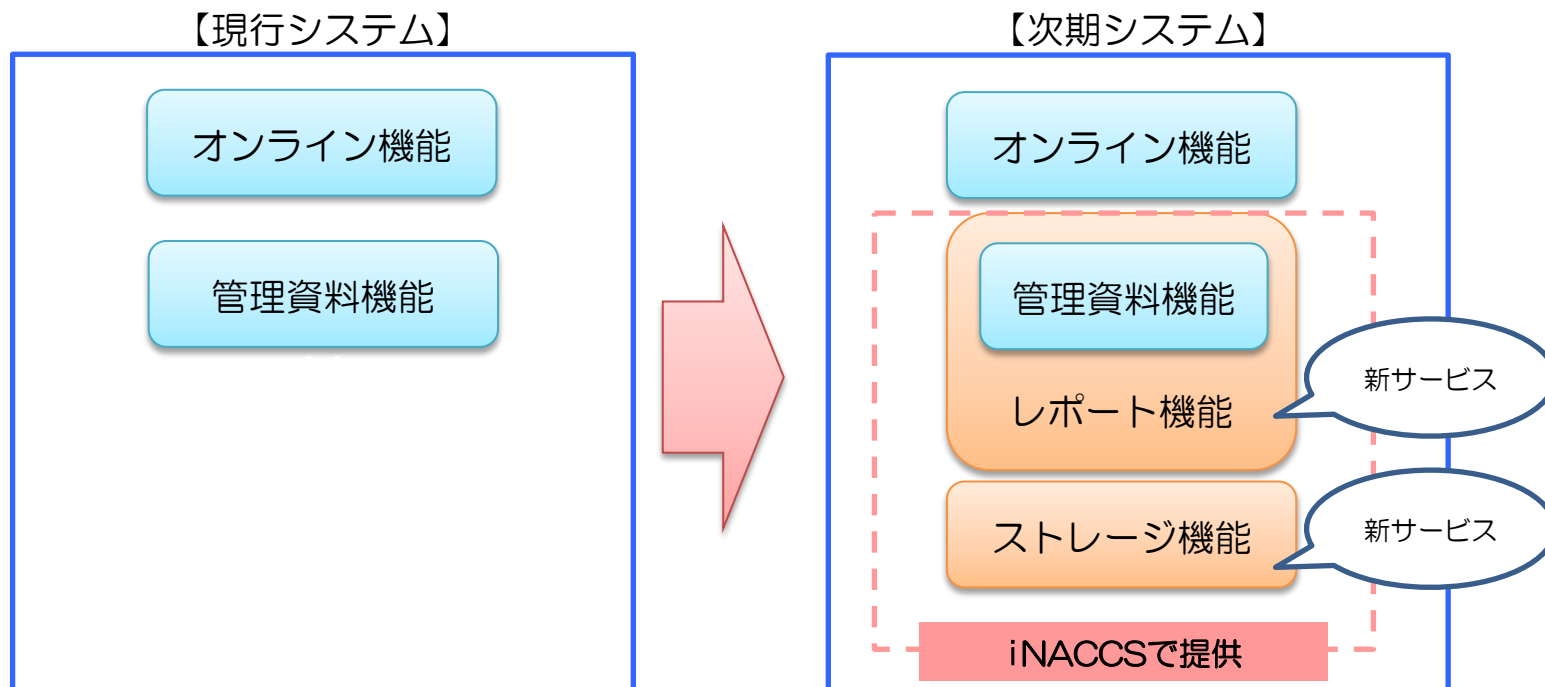 【現行システム】
オンライン機能
管理資料機能
【次期システム】
オンライン機能
管理資料機能
レポート機能
新サービス
ストレージ機能
新サービス
iNACCSで提供